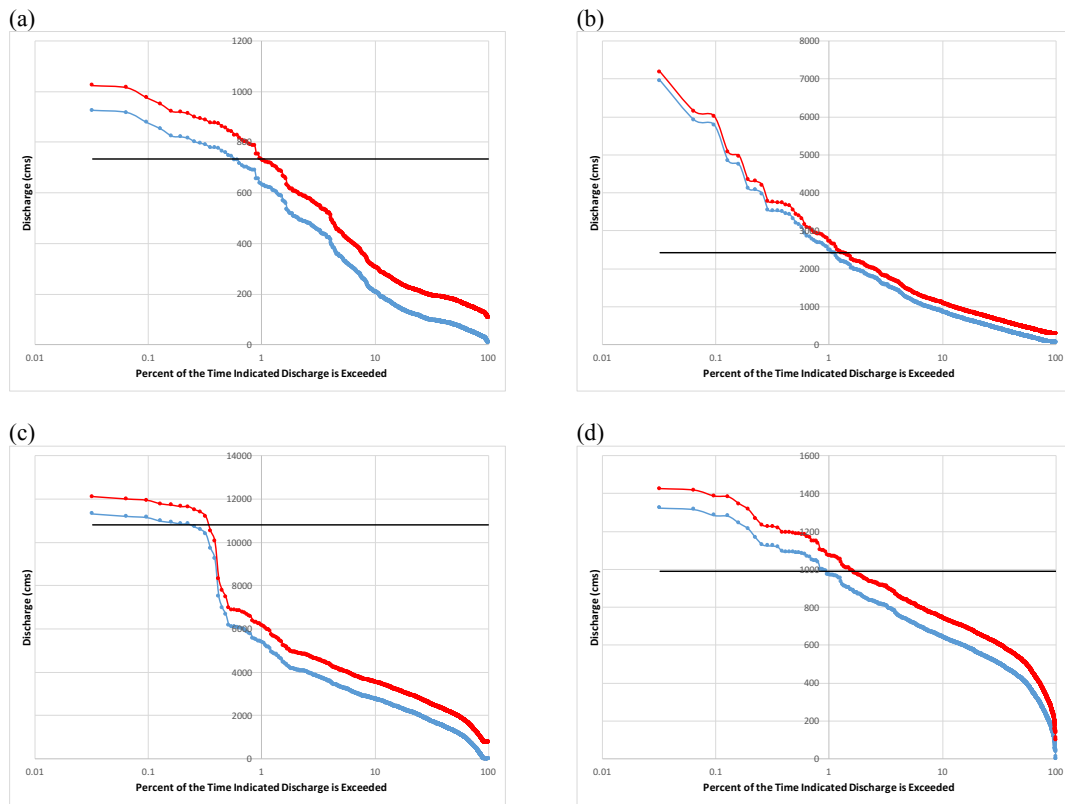 (a)
1200
1000
800
600
400
200
0
0.01 0.1 1 10 100
Discharge (cms)
Percent of the Time Indicated Discharge is Exceeded
(b)
8000
7000
6000
5000
4000
3000
2000
1000
0
0.01 0.1 1 10 100
Discharge (cms)
Percent of the Time Indicated Discharge is Exceeded
(c)
14000
12000
10000
8000
6000
4000
2000
0
0.01 0.1 1 10 100
Discharge (cms)
Percent of the Time Indicated Discharge is Exceeded
(d)
1600
1400
1200
1000
800
600
400
200
0
0.01 0.1 1 10 100
Discharge (cms)
Percent of the Time Indicated Discharge is Exceeded